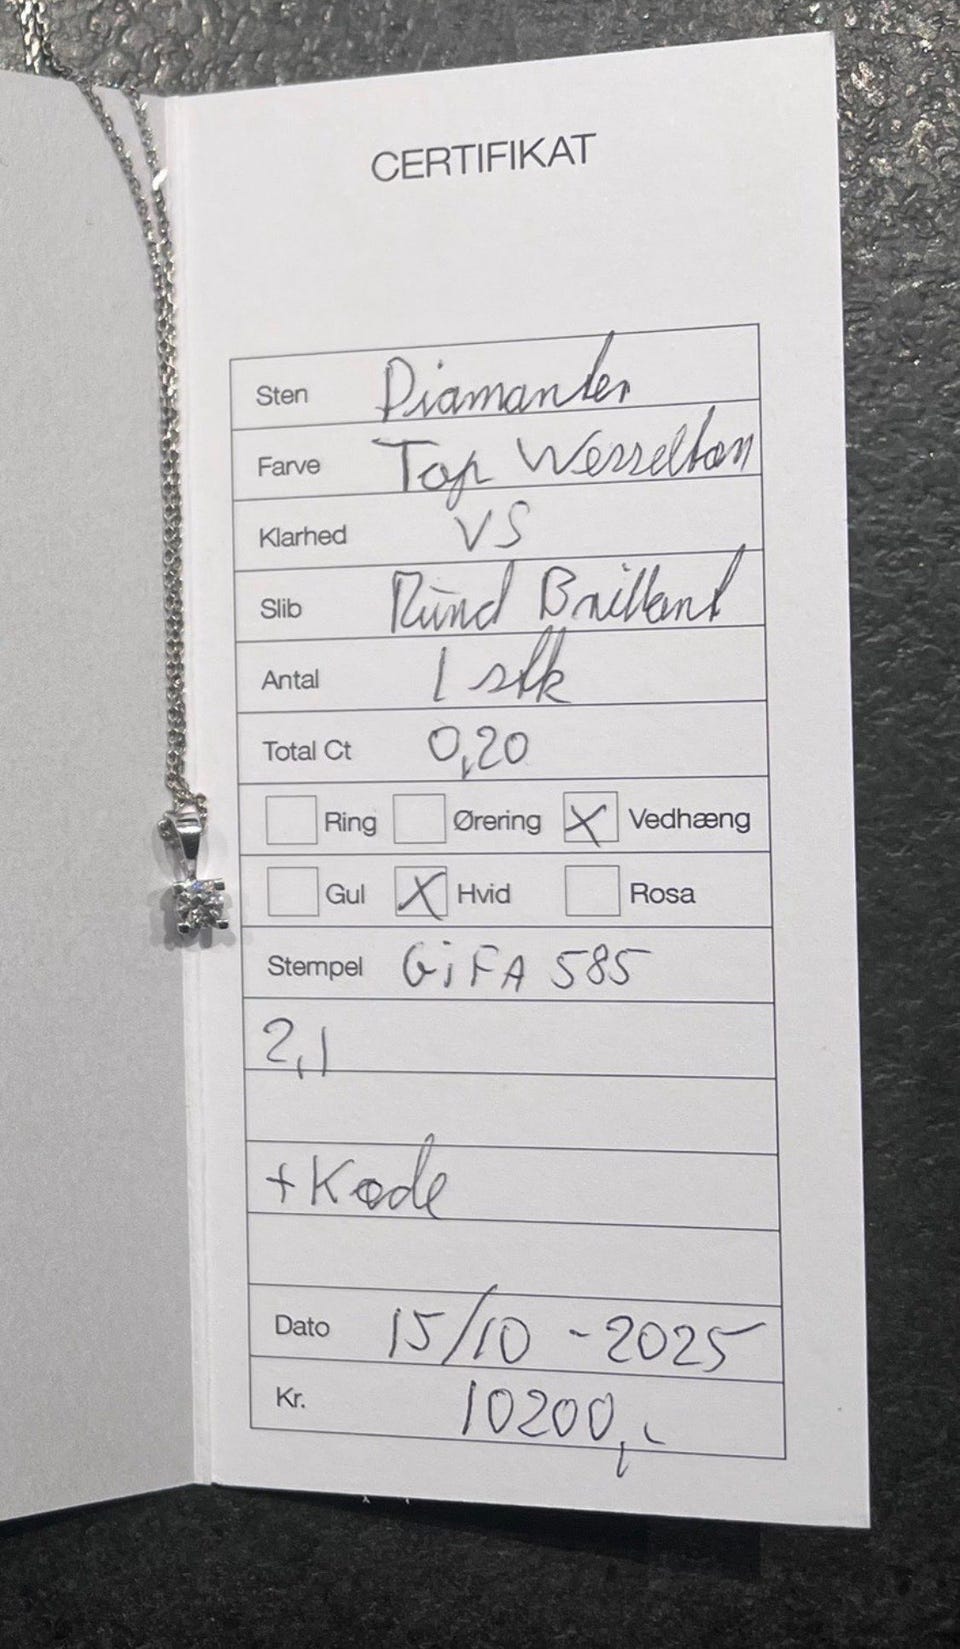 CERTIFIKAT
Sten Diamanter
Farve Top Wesselton
Klarhed VS
Slib Rund Brillant
Antal 1 stk
Total Ct 0,20
Ring Ørering X Vedhæng
Gul X Hvid Rosa
Stempel GiFA 585
2,1
+Kæde
Dato 15/10 - 2025
Kr. 10200,-